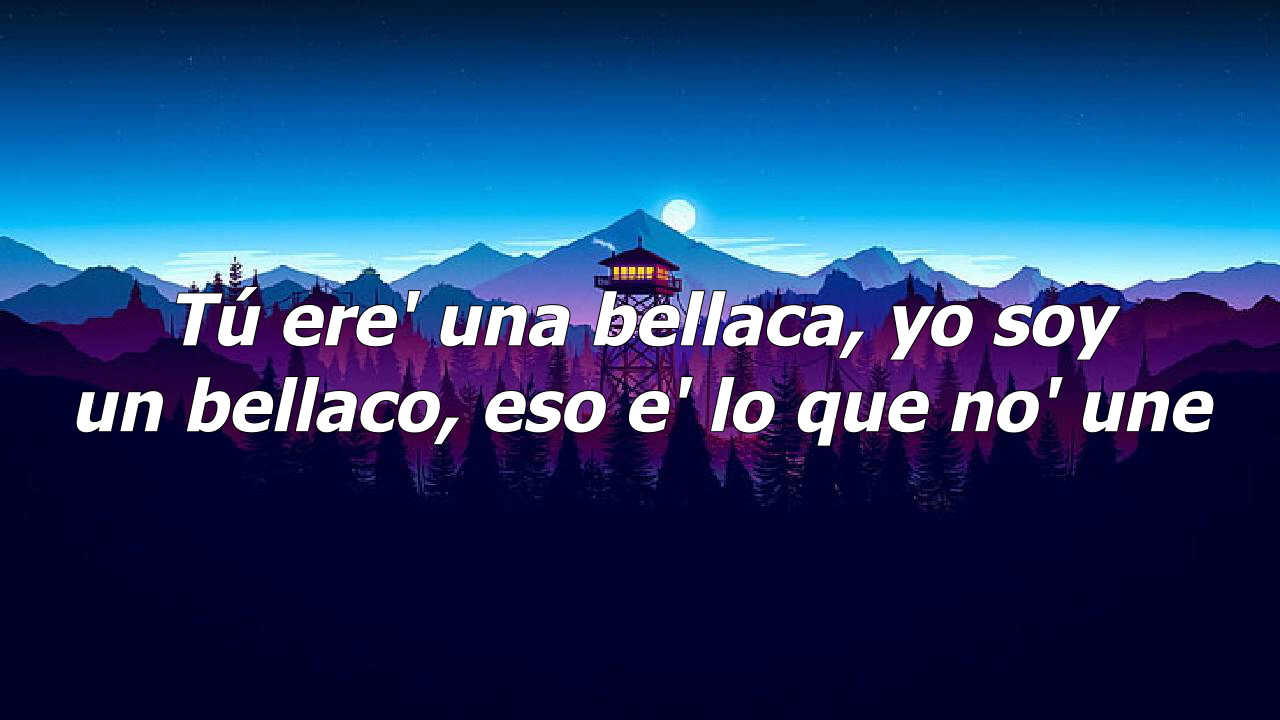 Tú ere' una bellaca, yo soy
un bellaco, eso e' lo que no' une